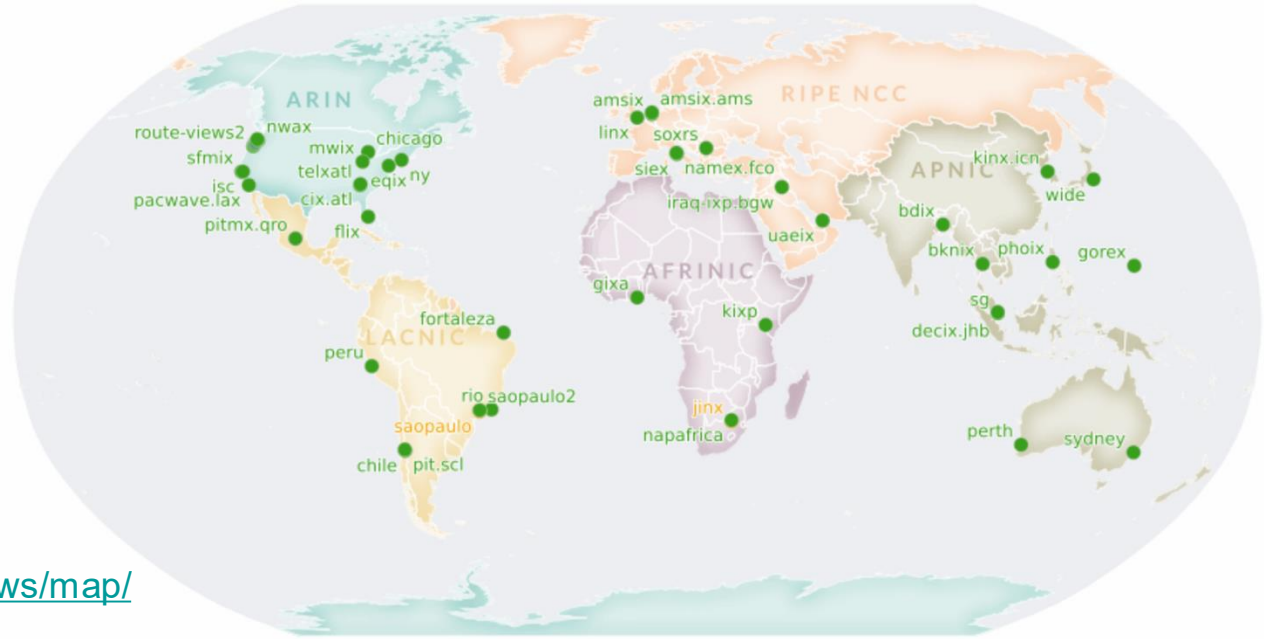 ARIN
RIPE NCC
amsix
amsix.ams
route-views2
nwax
linx
soxrs
chicago
mwix
sfmix
telxatl
siex
namex.fco
APNIC
kinx.icn
isc
eqix
ny
pacwave.lax
cix.atl
iraq-ixp.bgw
wide
pitmx.qro
flix
uaeix
bdix
bknix
phoix
gorex
AFRINIC
gixa
kixp
sg
decix.jhb
fortaleza
LACNIC
peru
rio
saopaulo2
saopaulo
jinx
napafrica
perth
sydney
chile
pit.scl
ws/map/